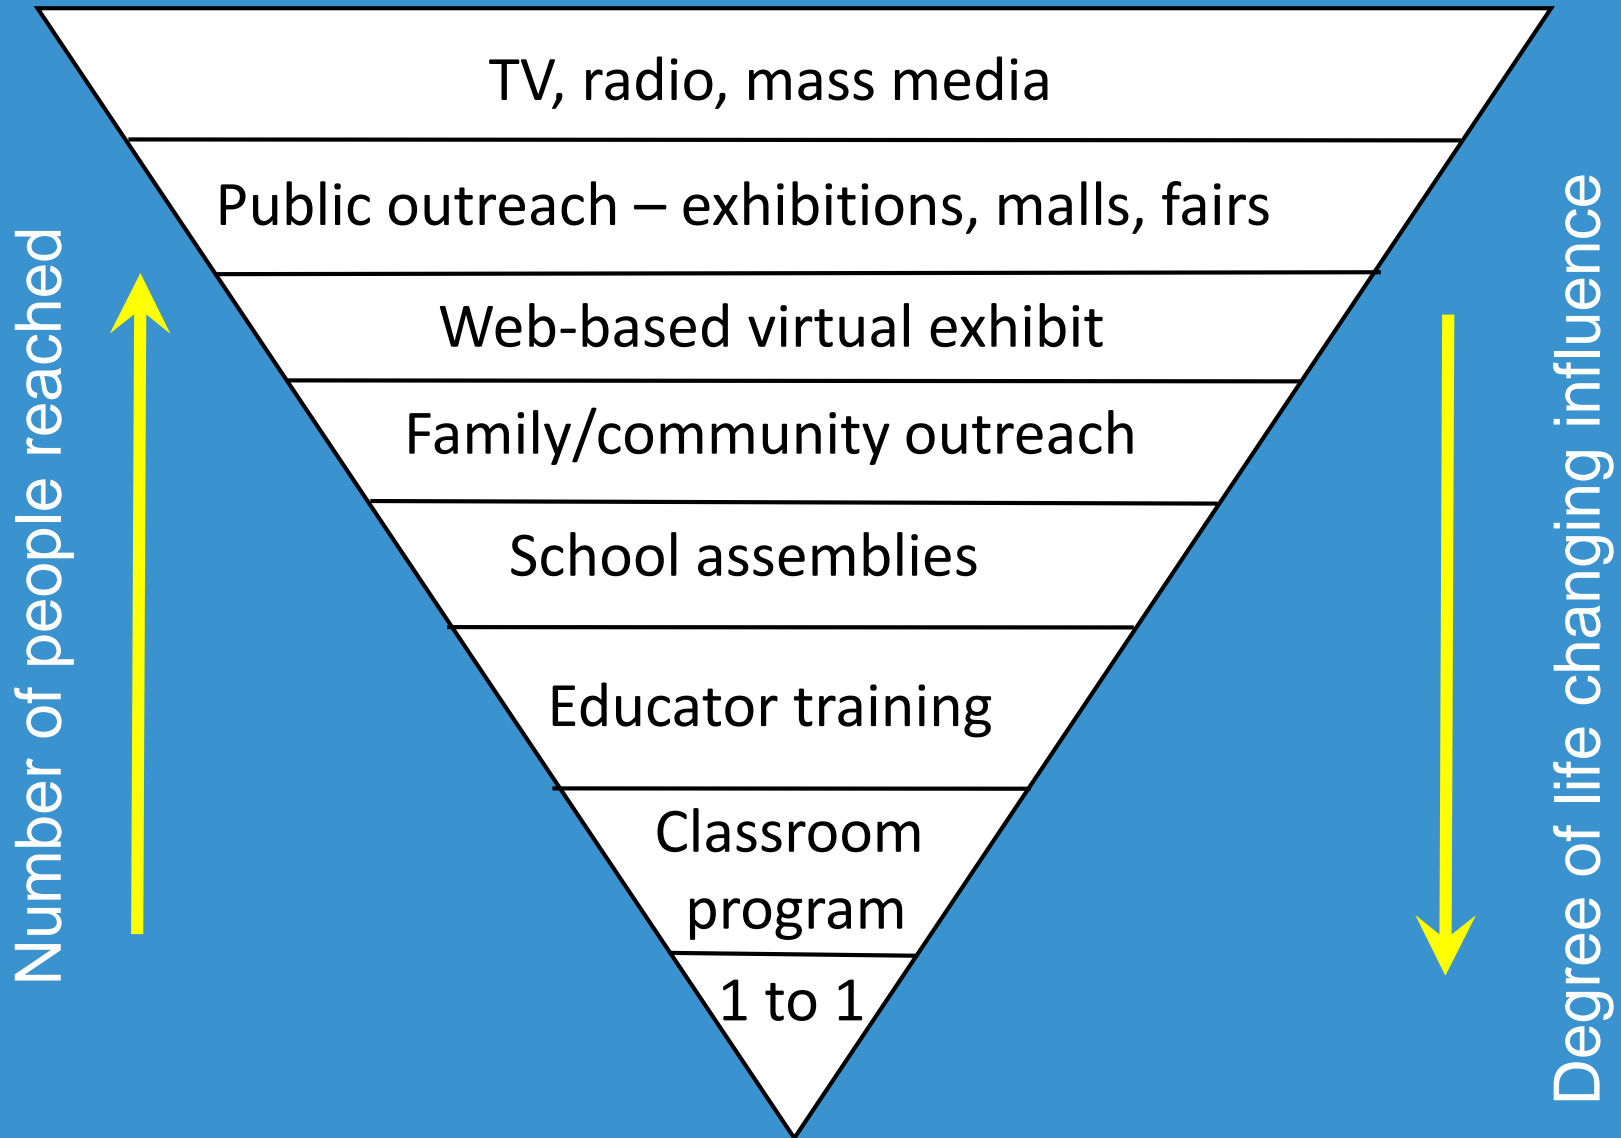 TV, radio, mass media
Public outreach – exhibitions, malls, fairs
Web-based virtual exhibit
Family/community outreach
School assemblies
Educator training
Classroom
program
1 to 1
Number of people reached
Degree of life changing influence